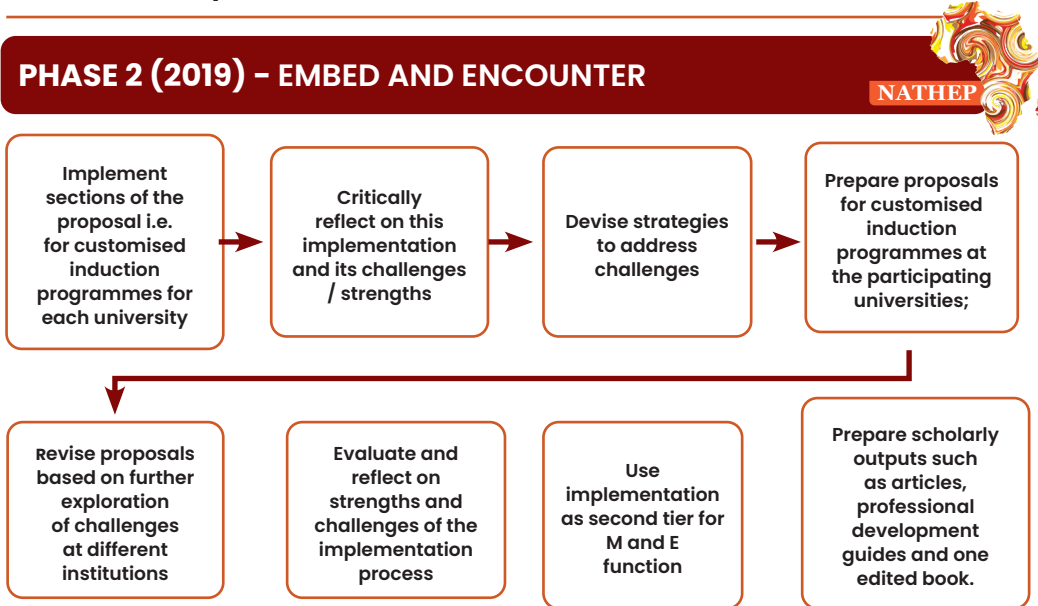 PHASE 2 (2019) - EMBED AND ENCOUNTER
NATHEP
Implement
sections of the
proposal i.e.
for customised
induction
programmes for
each university
Critically
reflect on this
implementation
and its challenges
/ strengths
Devise strategies
to address
challenges
Prepare proposals
for customised
induction
programmes at
the participating
universities;
Revise proposals
based on further
exploration
of challenges
at different
institutions
Evaluate and
reflect on
strengths and
challenges of the
implementation
process
Use
implementation
as second tier for
M and E
function
Prepare scholarly
outputs such
as articles,
professional
development
guides and one
edited book.